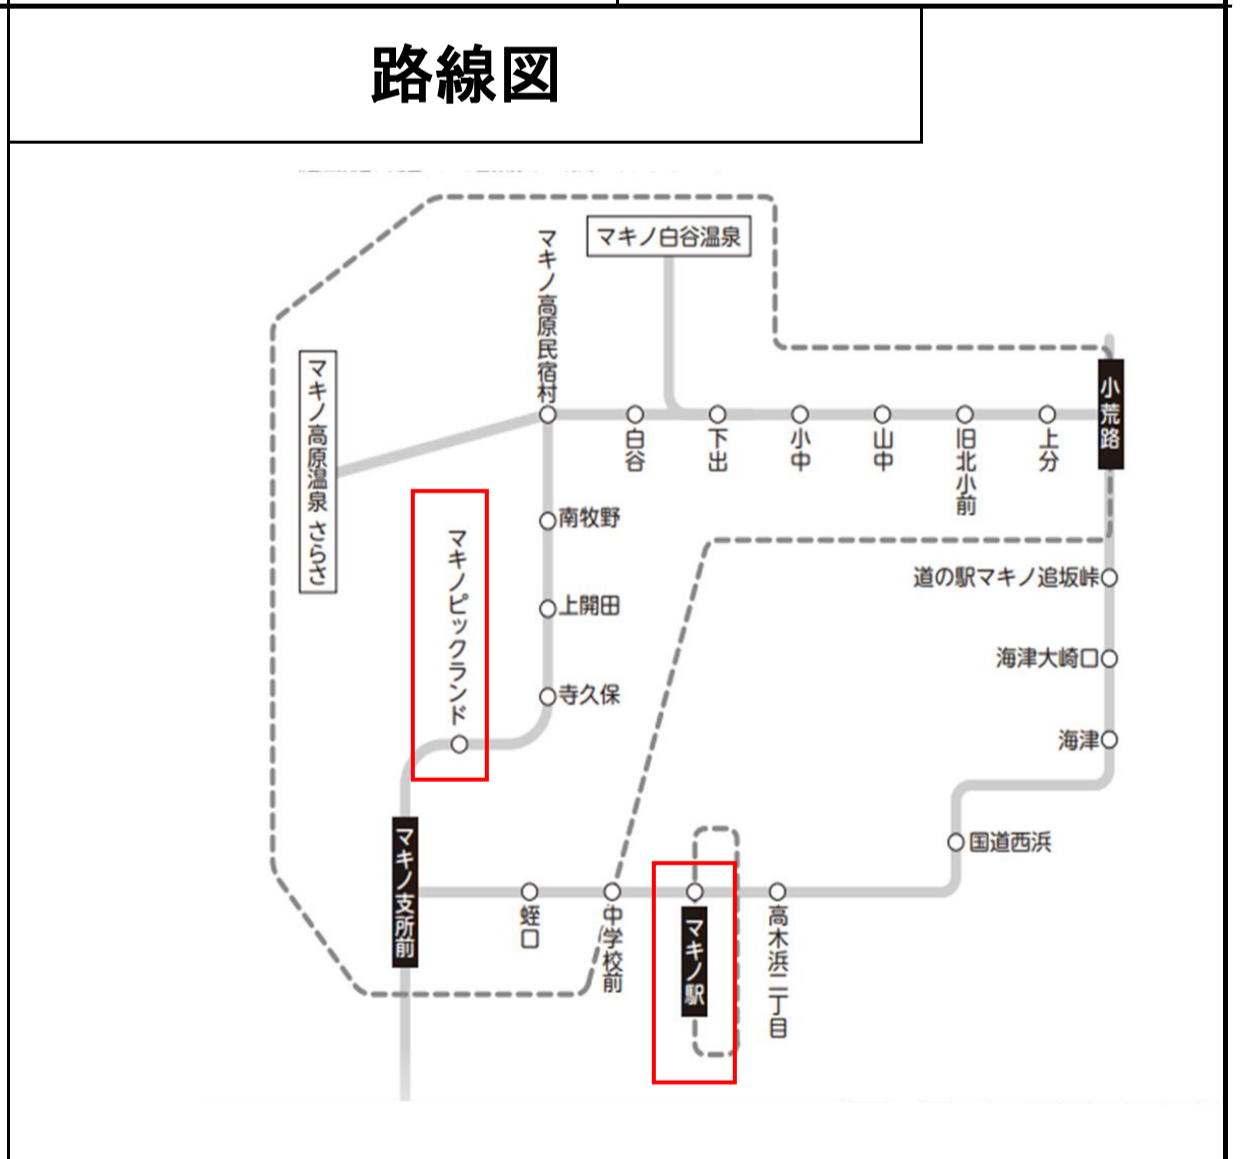 路線図
マキノ白谷温泉
マキノ高原民宿村
マキノ高原温泉 さらさ
小荒路
白谷
下出
小中
山中
旧北小前
上分
南牧野
マキノピックランド
上開田
道の駅マキノ追坂峠
海津大崎口
寺久保
海津
マキノ支所前
国道西浜
蛭口
中学校前
マキノ駅
高木浜二丁目